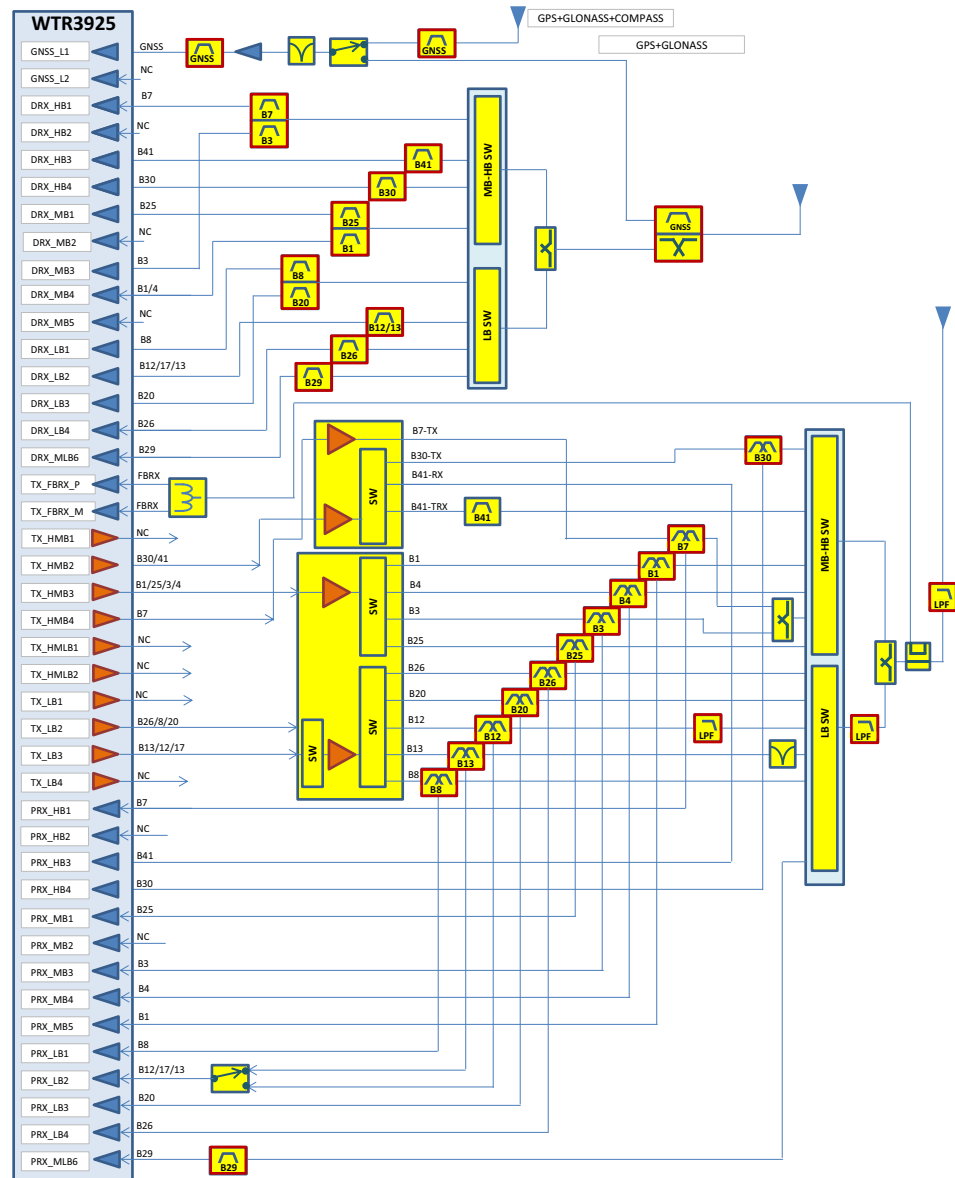 WTR3925
GPS+GLONASS+COMPASS
GPS+GLONASS
GNSS_L1
GNSS
GNSS
GNSS
GNSS_L2
NC
DRX_HB1
B7
B7
DRX_HB2
NC
B3
DRX_HB3
B41
B41
DRX_HB4
B30
B30
DRX_MB1
B25
B25
DRX_MB2
NC
B1
GNSS
MB-HB SW
DRX_MB3
B3
B8
DRX_MB4
B1/4
B20
DRX_MB5
NC
B12/13
LB SW
DRX_LB1
B8
B26
DRX_LB2
B12/17/13
B29
DRX_LB3
B20
DRX_LB4
B26
DRX_MLB6
B29
B7-TX
B30-TX
B30
TX_FBRX_P
FBRX
B41-RX
SW
TX_FBRX_M
FBRX
B41-TRX
B41
MB-HB SW
TX_HMB1
NC
B7
TX_HMB2
B30/41
B1
B1
TX_HMB3
B1/25/3/4
B4
B4
LPF
SW
TX_HMB4
B7
B3
B3
TX_HMLB1
NC
B25
B25
TX_HMLB2
NC
B26
B26
TX_LB1
NC
B20
B20
TX_LB2
B26/8/20
B12
B12
LPF
LB SW
LPF
SW
SW
TX_LB3
B13/12/17
B13
B13
TX_LB4
NC
B8
B8
PRX_HB1
B7
PRX_HB2
NC
PRX_HB3
B41
PRX_HB4
B30
PRX_MB1
B25
PRX_MB2
NC
PRX_MB3
B3
PRX_MB4
B4
PRX_MB5
B1
PRX_LB1
B8
PRX_LB2
B12/17/13
PRX_LB3
B20
PRX_LB4
B26
PRX_MLB6
B29
B29